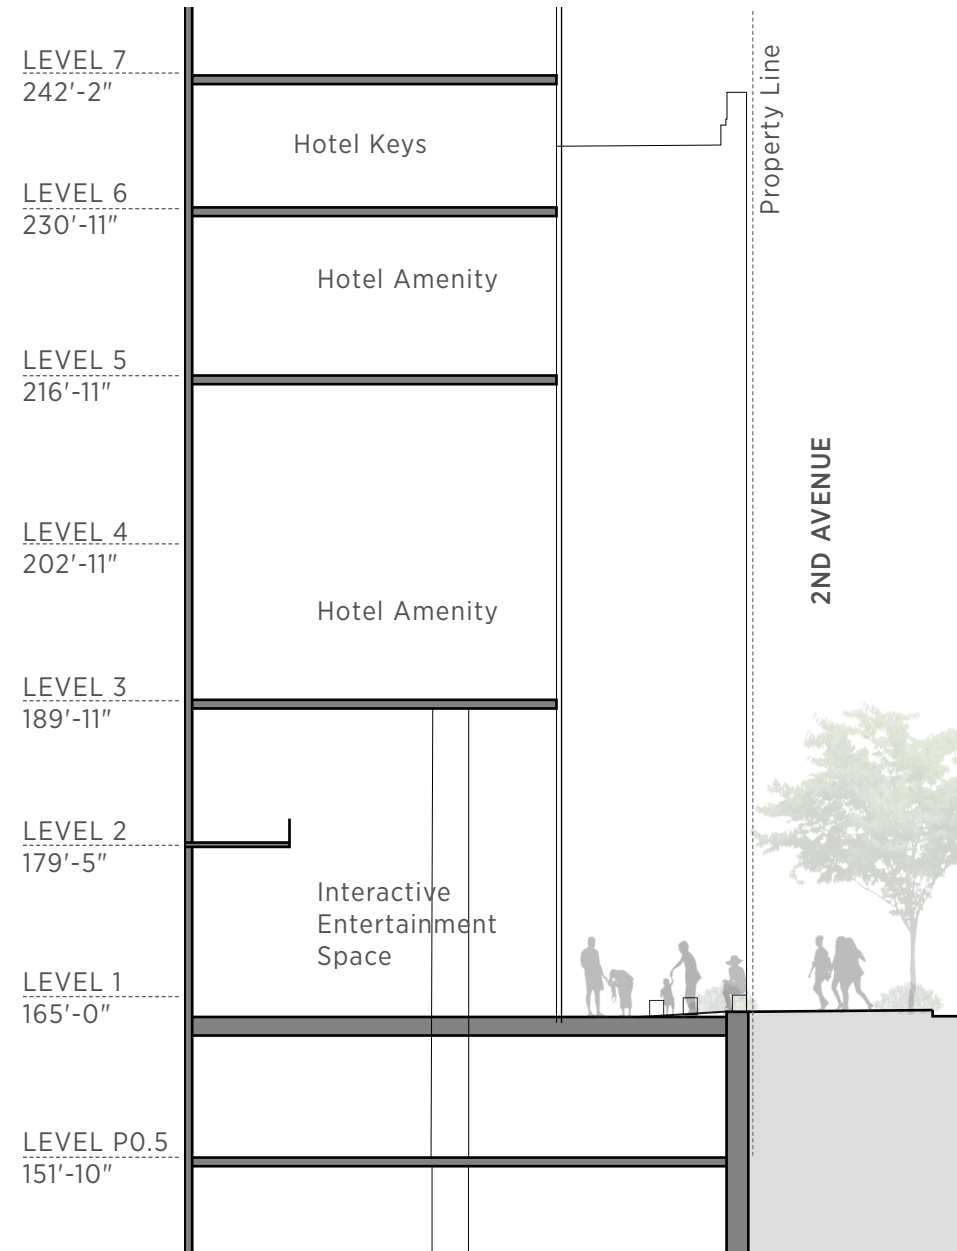 LEVEL 7
242'-2"
Property Line
Hotel Keys
LEVEL 6
230'-11"
Hotel Amenity
LEVEL 5
216'-11"
2ND AVENUE
LEVEL 4
202'-11"
Hotel Amenity
LEVEL 3
189'-11"
LEVEL 2
179'-5"
Interactive
Entertainment
Space
LEVEL 1
165'-0"
LEVEL P0.5
151'-10"